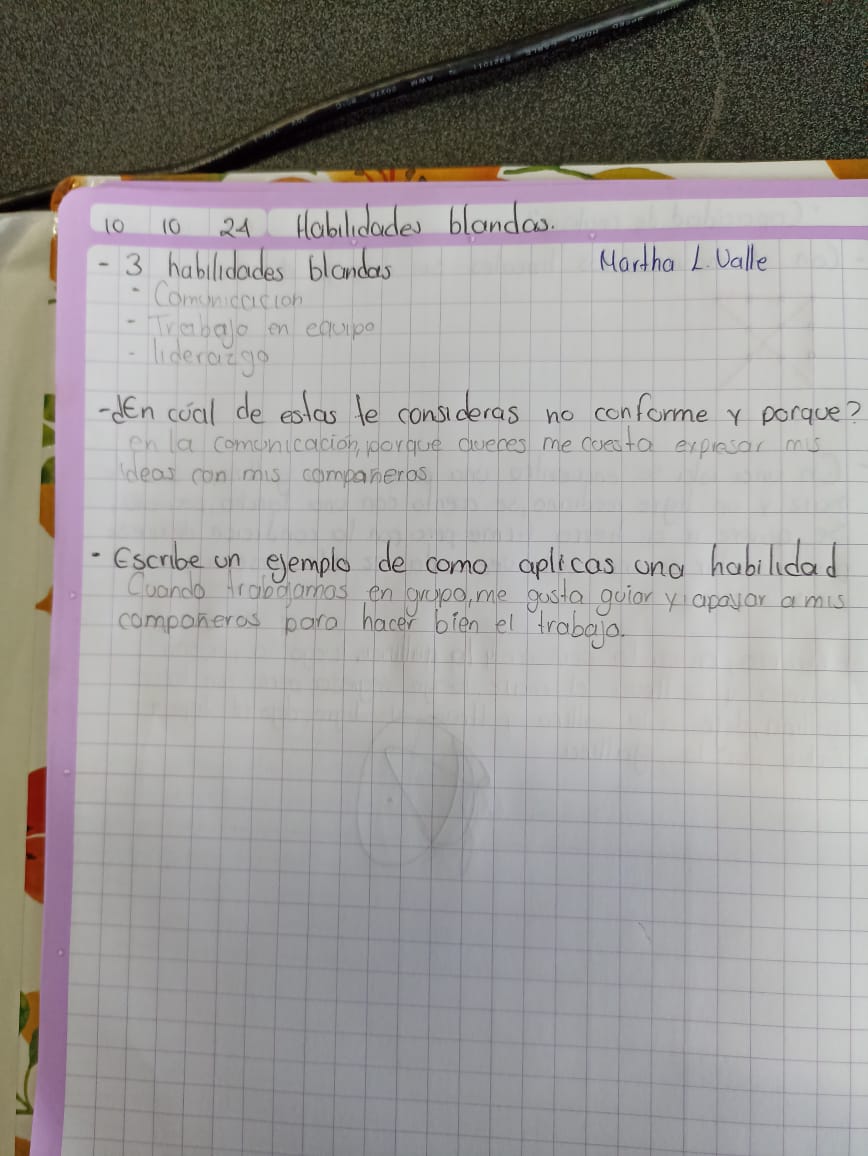 10 10 24 Habilidades blandas.
- 3 habilidades blandas Martha L. Valle
- Comunicacion
- Trabajo en equipo
- liderazgo
-¿En cúal de estas te consideras no conforme y porque?
en la comunicación, porque aveces me cuesta expresar mis
ideas con mis compañeros
- Escribe un ejemplo de como aplicas una habilidad
Cuando trabajamos en grupo, me gusta guiar y apoyar a mis
compañeros para hacer bien el trabajo.